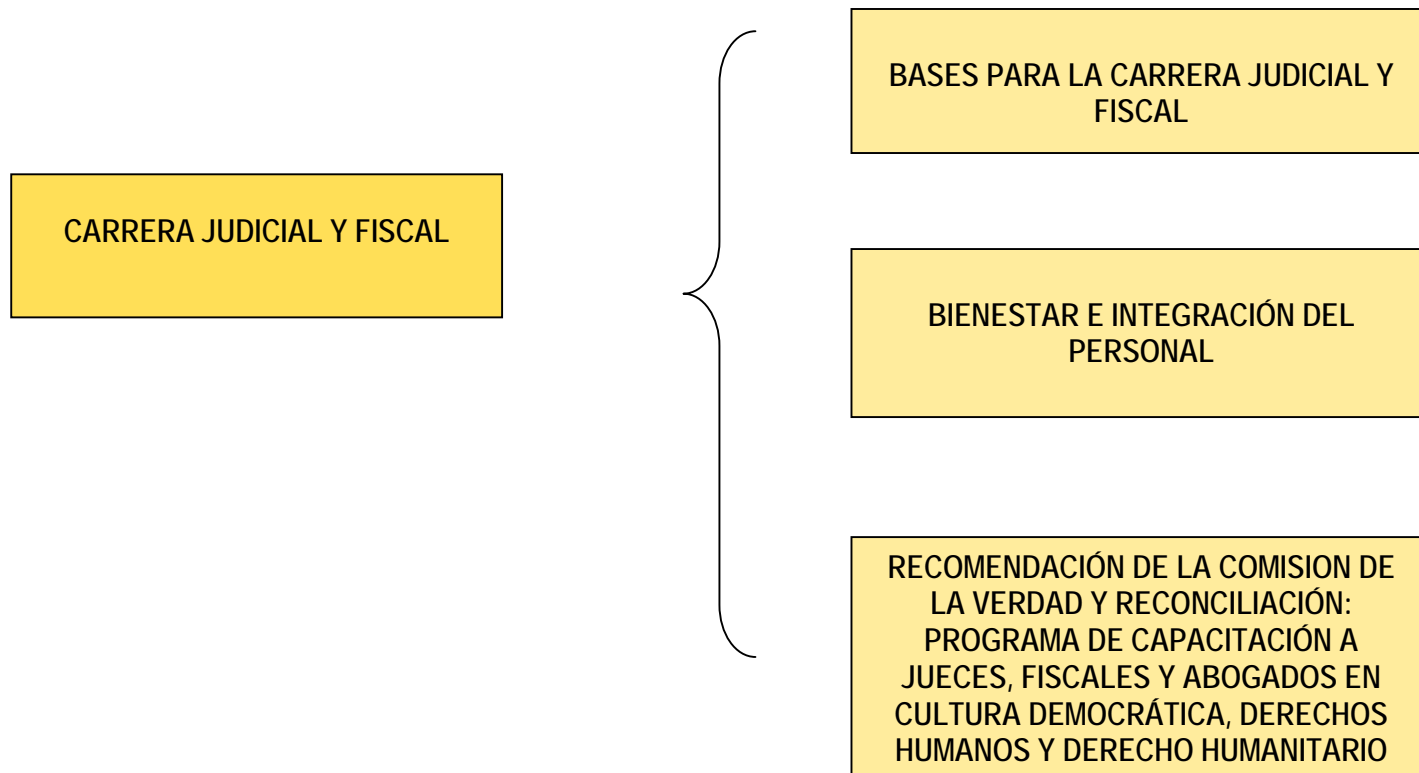 CARRERA JUDICIAL Y FISCAL
BASES PARA LA CARRERA JUDICIAL Y
FISCAL
BIENESTAR E INTEGRACIÓN DEL
PERSONAL
RECOMENDACIÓN DE LA COMISION DE
LA VERDAD Y RECONCILIACIÓN:
PROGRAMA DE CAPACITACIÓN A
JUECES, FISCALES Y ABOGADOS EN
CULTURA DEMOCRÁTICA, DERECHOS
HUMANOS Y DERECHO HUMANITARIO